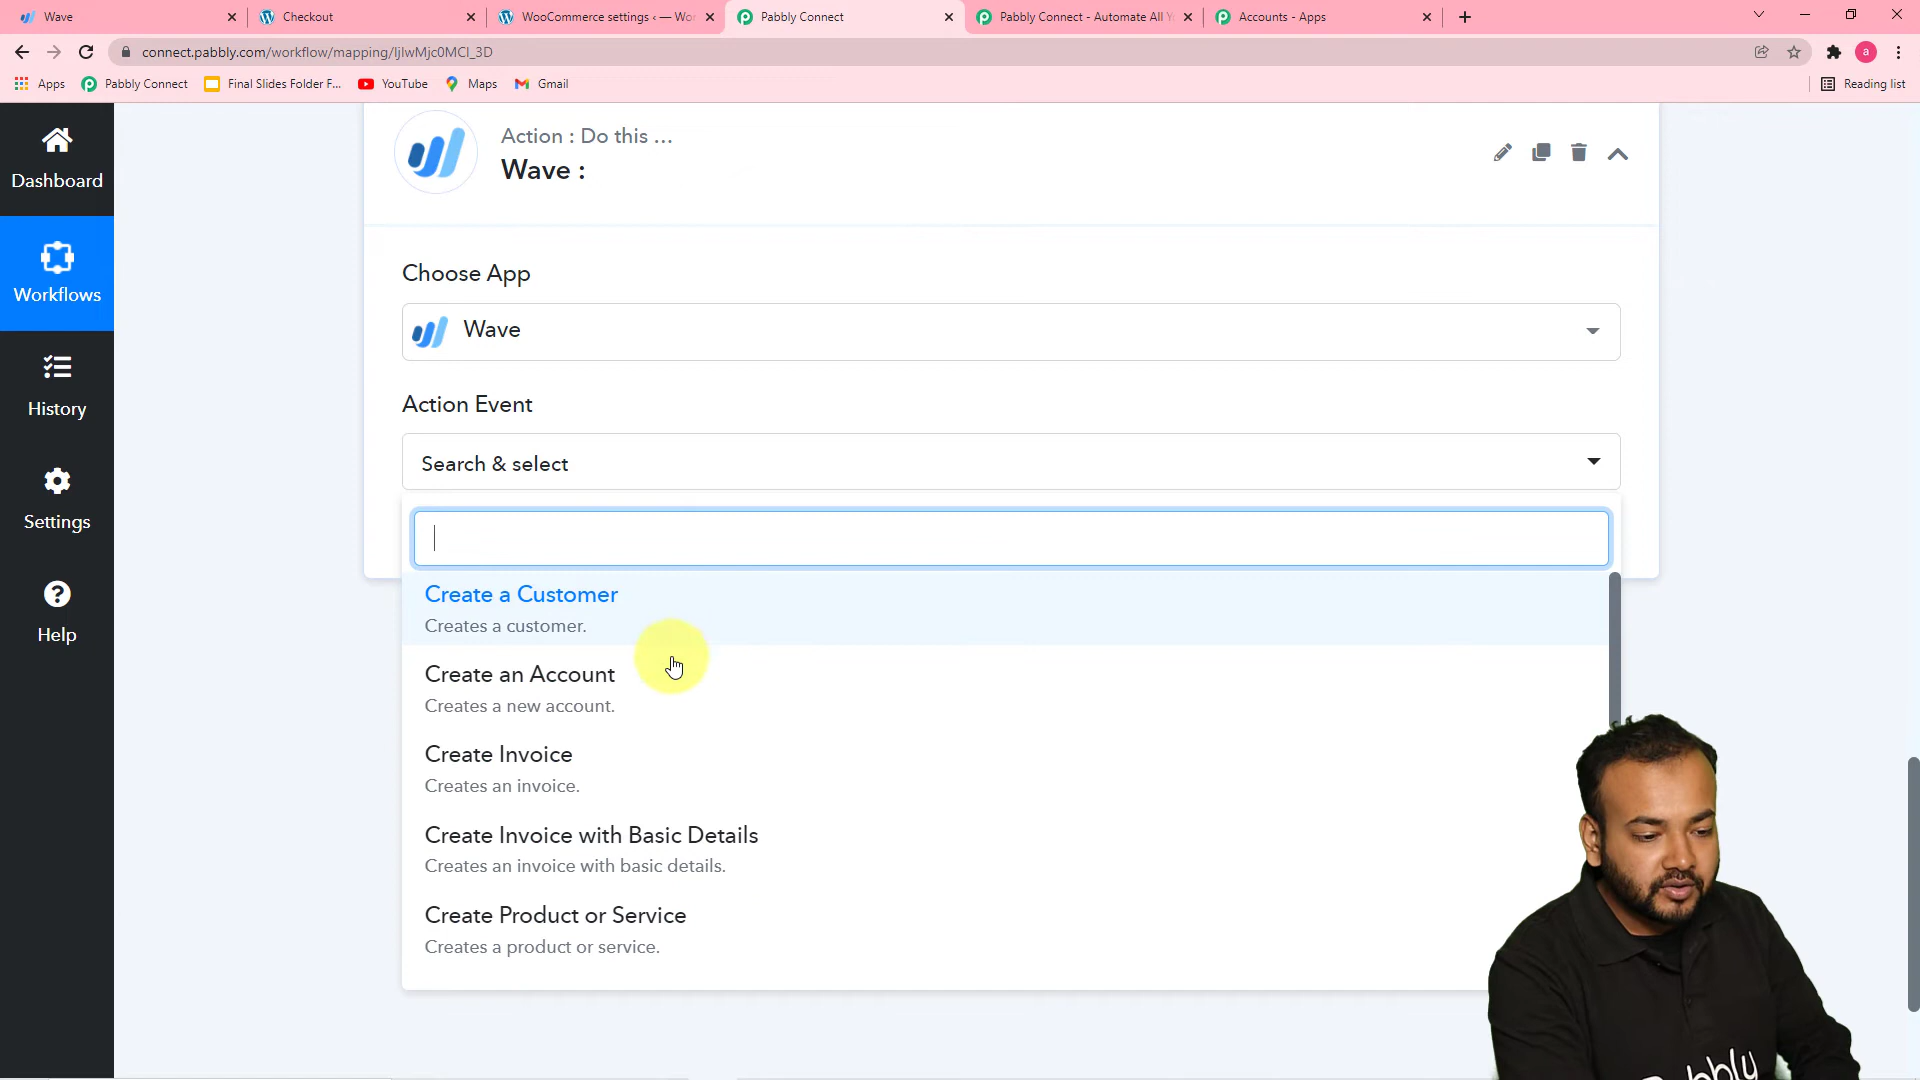 Wave
Checkout
WooCommerce settings ‹ — Wo
Pabbly Connect
Pabbly Connect - Automate All Y
Accounts - Apps
connect.pabbly.com/workflow/mapping/IjIwMjc0MCI_3D
a
Apps
Pabbly Connect
Final Slides Folder F...
YouTube
Maps
Gmail
Reading list
Dashboard
Workflows
History
Settings
Help
Action : Do this ...
Wave :
Choose App
Wave
Action Event
Search & select
Create a Customer
Creates a customer.
Create an Account
Creates a new account.
Create Invoice
Creates an invoice.
Create Invoice with Basic Details
Creates an invoice with basic details.
Create Product or Service
Creates a product or service.